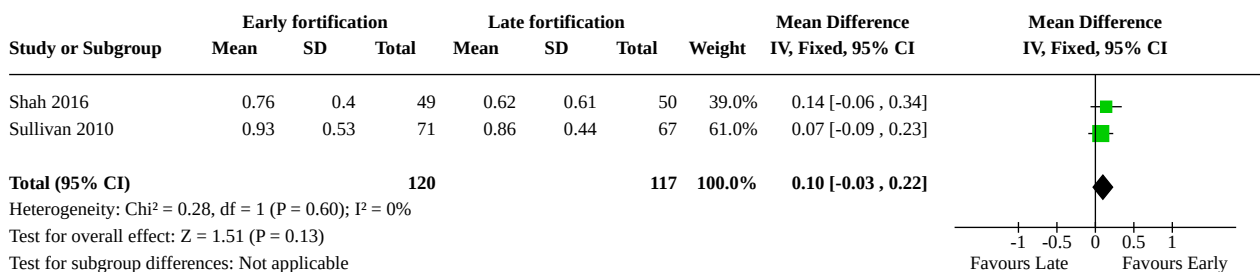 Early fortification Late fortification Mean Difference Mean Difference
Study or Subgroup Mean SD Total Mean SD Total Weight IV, Fixed, 95% CI IV, Fixed, 95% CI
Shah 2016 0.76 0.4 49 0.62 0.61 50 39.0% 0.14 [-0.06 , 0.34]
Sullivan 2010 0.93 0.53 71 0.86 0.44 67 61.0% 0.07 [-0.09 , 0.23]
Total (95% CI) 120 117 100.0% 0.10 [-0.03 , 0.22]
Heterogeneity: Chi² = 0.28, df = 1 (P = 0.60); I² = 0%
Test for overall effect: Z = 1.51 (P = 0.13) -1 -0.5 0 0.5 1
Test for subgroup differences: Not applicable Favours Late Favours Early